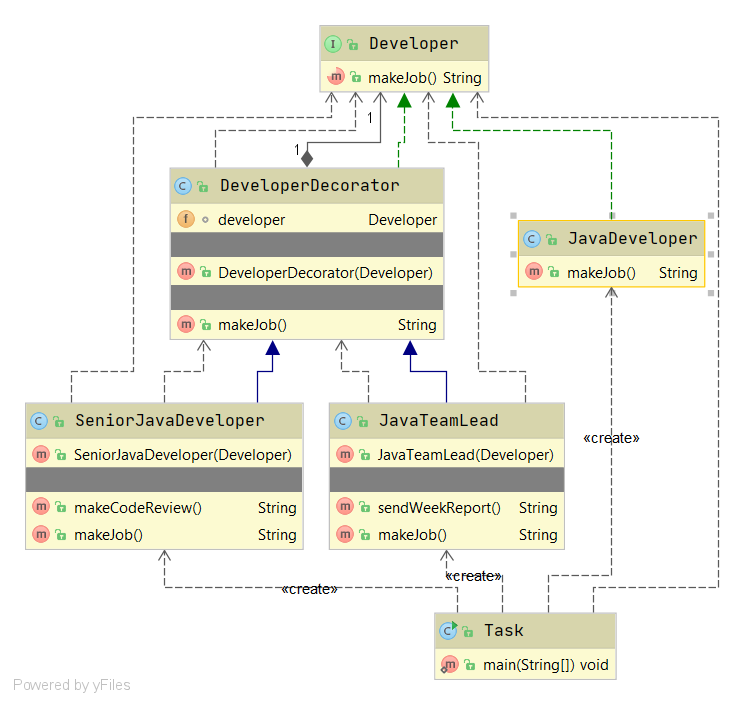 I Developer
m makeJob() String
1
1
C DeveloperDecorator
f developer Developer
m DeveloperDecorator(Developer)
m makeJob() String
C JavaDeveloper
m makeJob() String
C SeniorJavaDeveloper
m SeniorJavaDeveloper(Developer)
m makeCodeReview() String
m makeJob() String
C JavaTeamLead
m JavaTeamLead(Developer)
m sendWeekReport() String
m makeJob() String
«create»
«create»
«create»
C Task
m main(String[]) void
Powered by yFiles